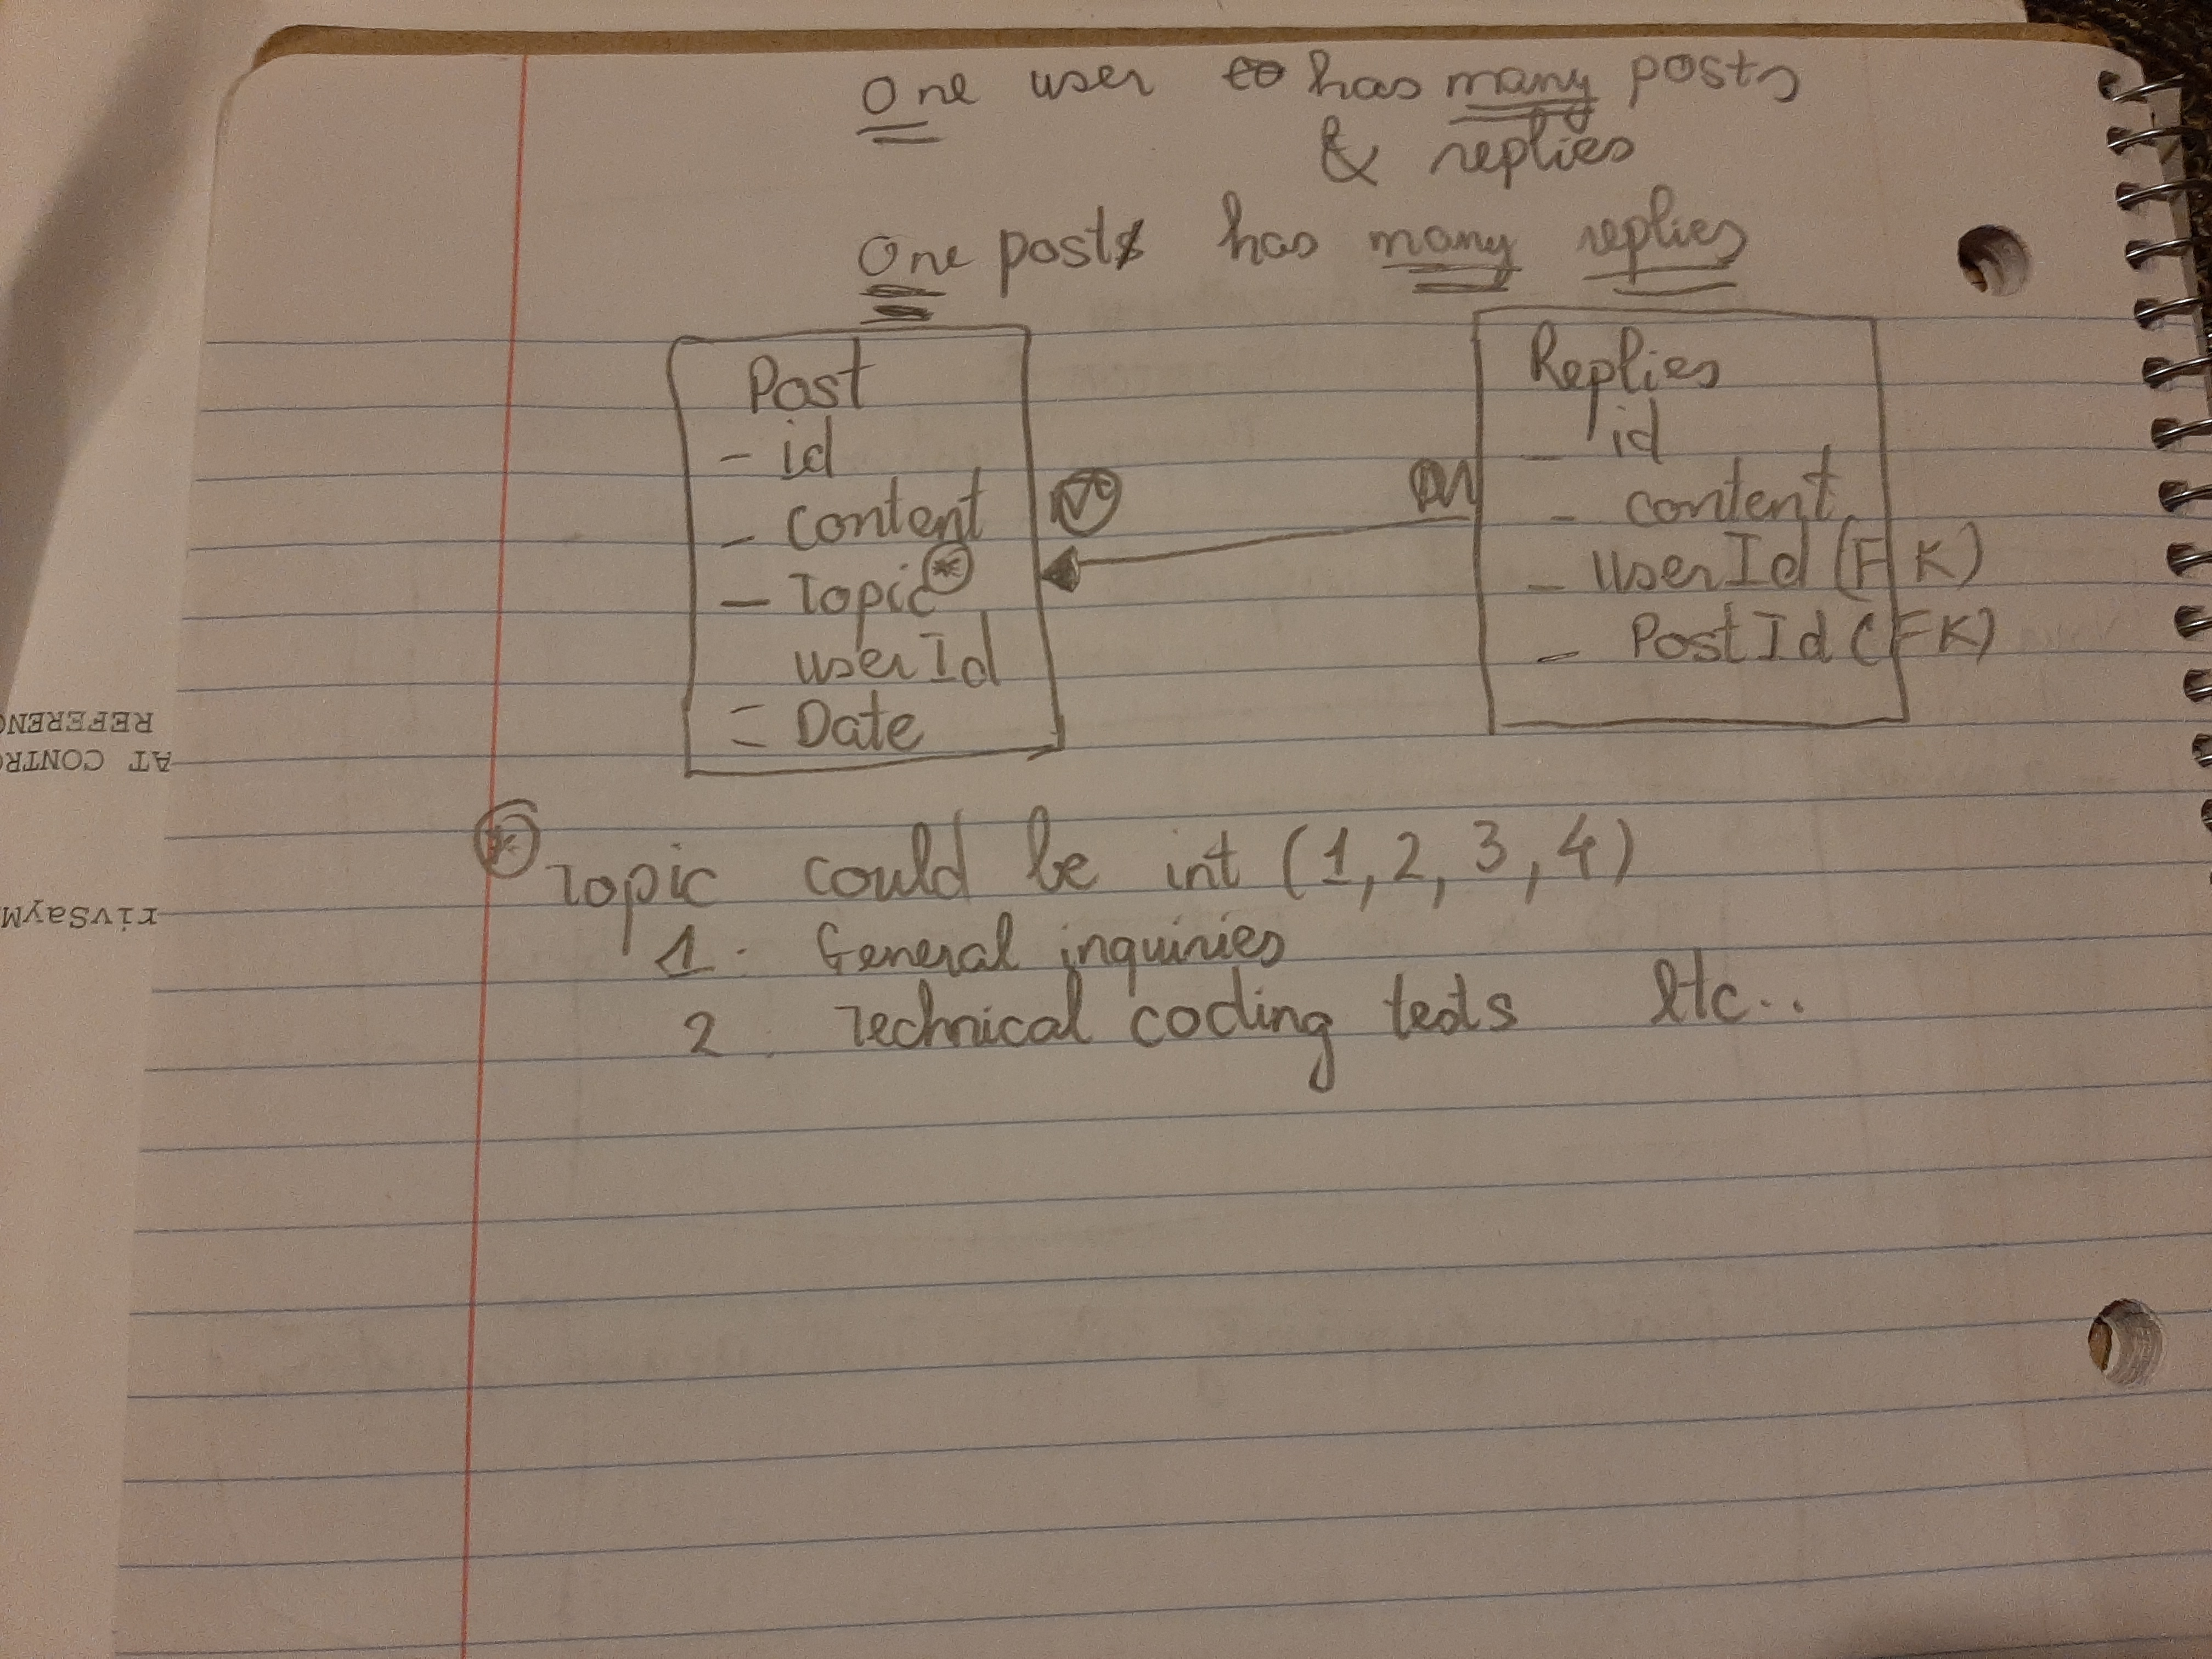 One user has many posts
& replies
One post has many replies
Post
- id
- content
- Topic *
userId
= Date
Replies
- id
- content
- userId (FK)
- PostId (FK)
* Topic could be int (1, 2, 3, 4)
1. General inquiries
2. Technical coding tests etc..
REFEREN
AT CONTR
rivSayM